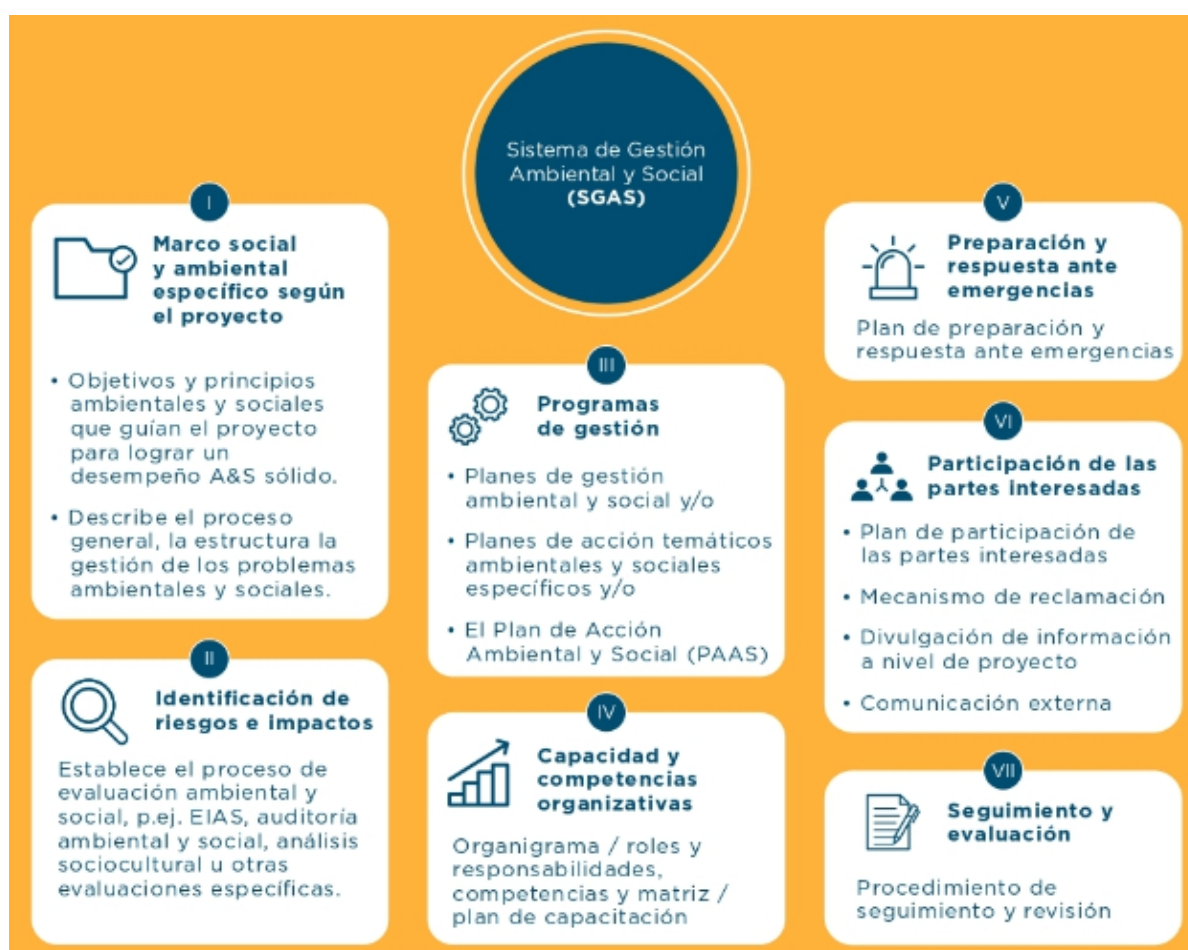 Sistema de Gestión
Ambiental y Social
(SGAS)
I
Marco social
y ambiental
específico según
el proyecto
• Objetivos y principios
ambientales y sociales
que guían el proyecto
para lograr un
desempeño A&S sólido.
• Describe el proceso
general, la estructura la
gestión de los problemas
ambientales y sociales.
II
Identificación de
riesgos e impactos
Establece el proceso de
evaluación ambiental y
social, p.ej. EIAS, auditoría
ambiental y social, análisis
sociocultural u otras
evaluaciones específicas.
III
Programas
de gestión
• Planes de gestión
ambiental y social y/o
• Planes de acción temáticos
ambientales y sociales
específicos y/o
• El Plan de Acción
Ambiental y Social (PAAS)
IV
Capacidad y
competencias
organizativas
Organigrama / roles y
responsabilidades,
competencias y matriz /
plan de capacitación
V
Preparación y
respuesta ante
emergencias
Plan de preparación y
respuesta ante emergencias
VI
Participación de las
partes interesadas
• Plan de participación de
las partes interesadas
• Mecanismo de reclamación
• Divulgación de información
a nivel de proyecto
• Comunicación externa
VII
Seguimiento y
evaluación
Procedimiento de
seguimiento y revisión